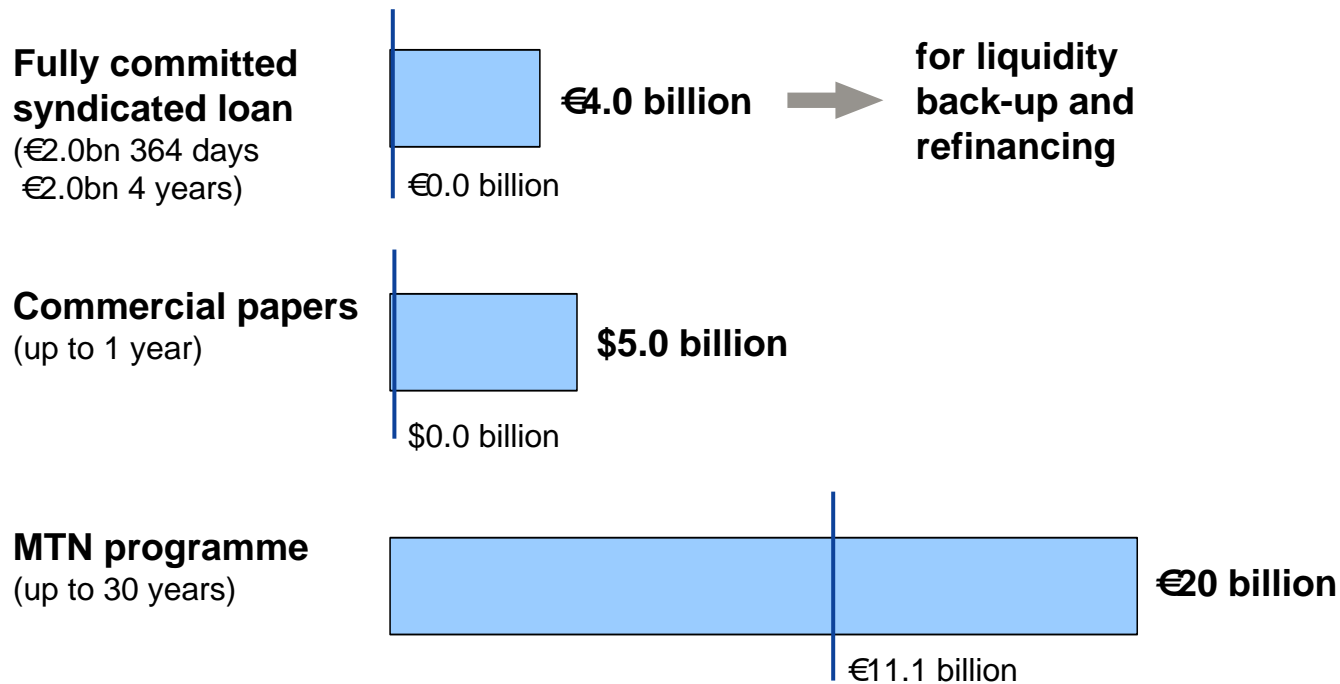 Fully committed
syndicated loan
(€2.0bn 364 days
€2.0bn 4 years)
€4.0 billion
for liquidity
back-up and
refinancing
€0.0 billion
Commercial papers
(up to 1 year)
$5.0 billion
$0.0 billion
MTN programme
(up to 30 years)
€20 billion
€11.1 billion